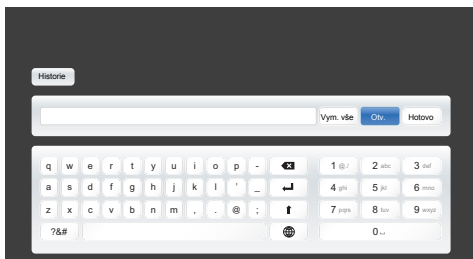 Historie
Vym. vše Otv. Hotovo
q w e r t y u i o p - 1 @./ 2 abc 3 def
a s d f g h j k l ' _ 4 ghi 5 jkl 6 mno
z x c v b n m , . @ ; 7 pqrs 8 tuv 9 wxyz
?&# 0